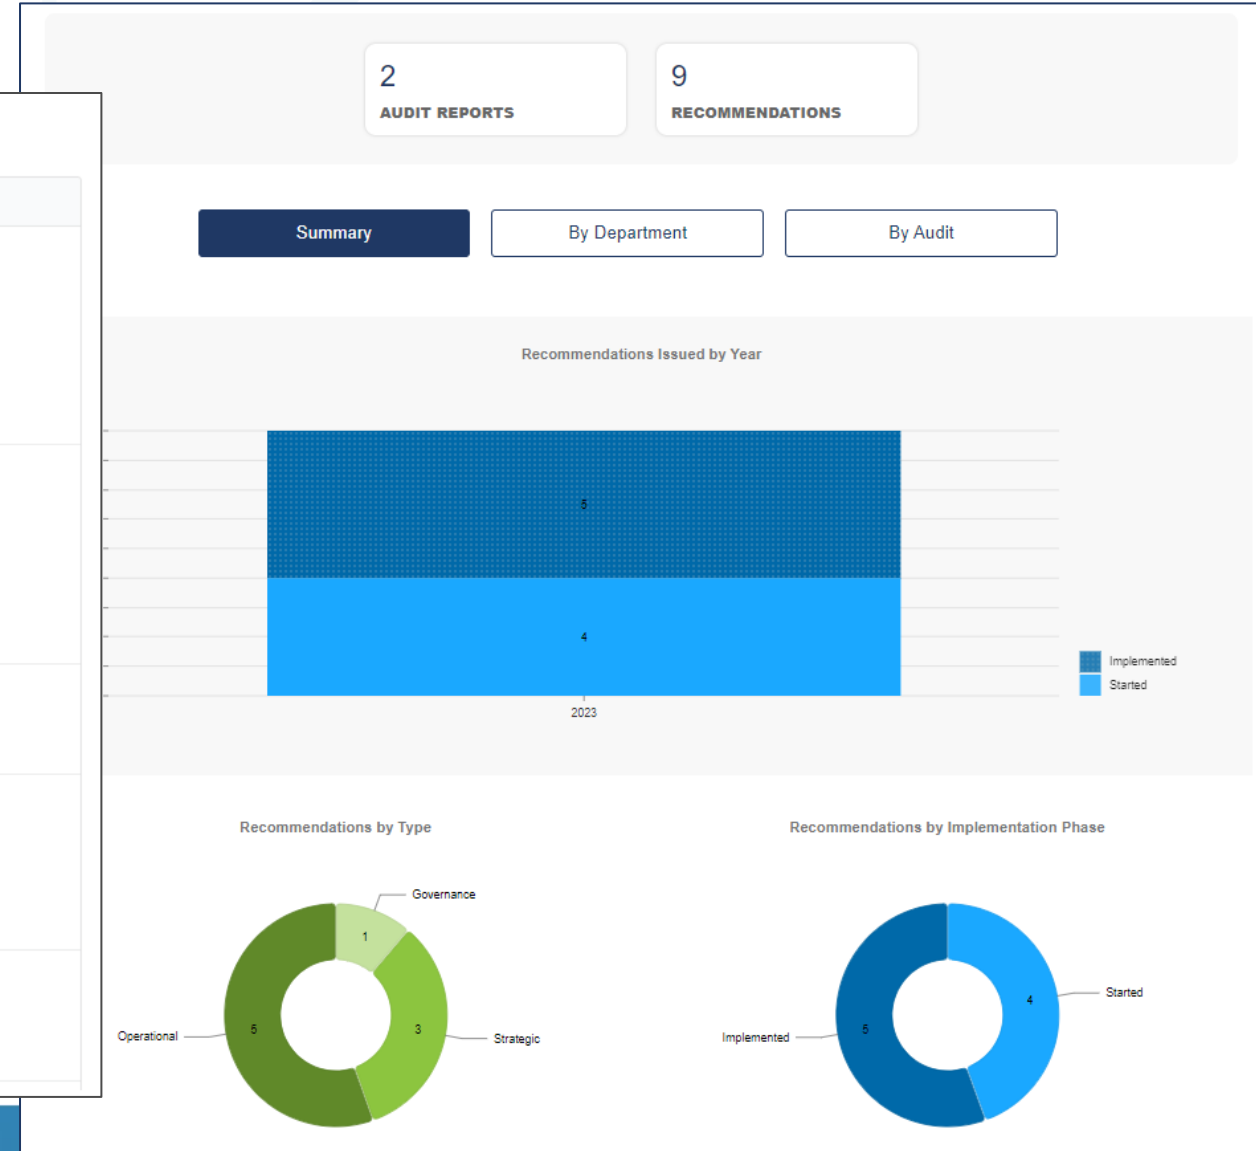 2
AUDIT REPORTS
9
RECOMMENDATIONS
Summary
By Department
By Audit
Recommendations Issued by Year
5
4
2023
Implemented
Started
Recommendations by Type
Governance
1
Operational
5
3
Strategic
Recommendations by Implementation Phase
Started
4
Implemented
5